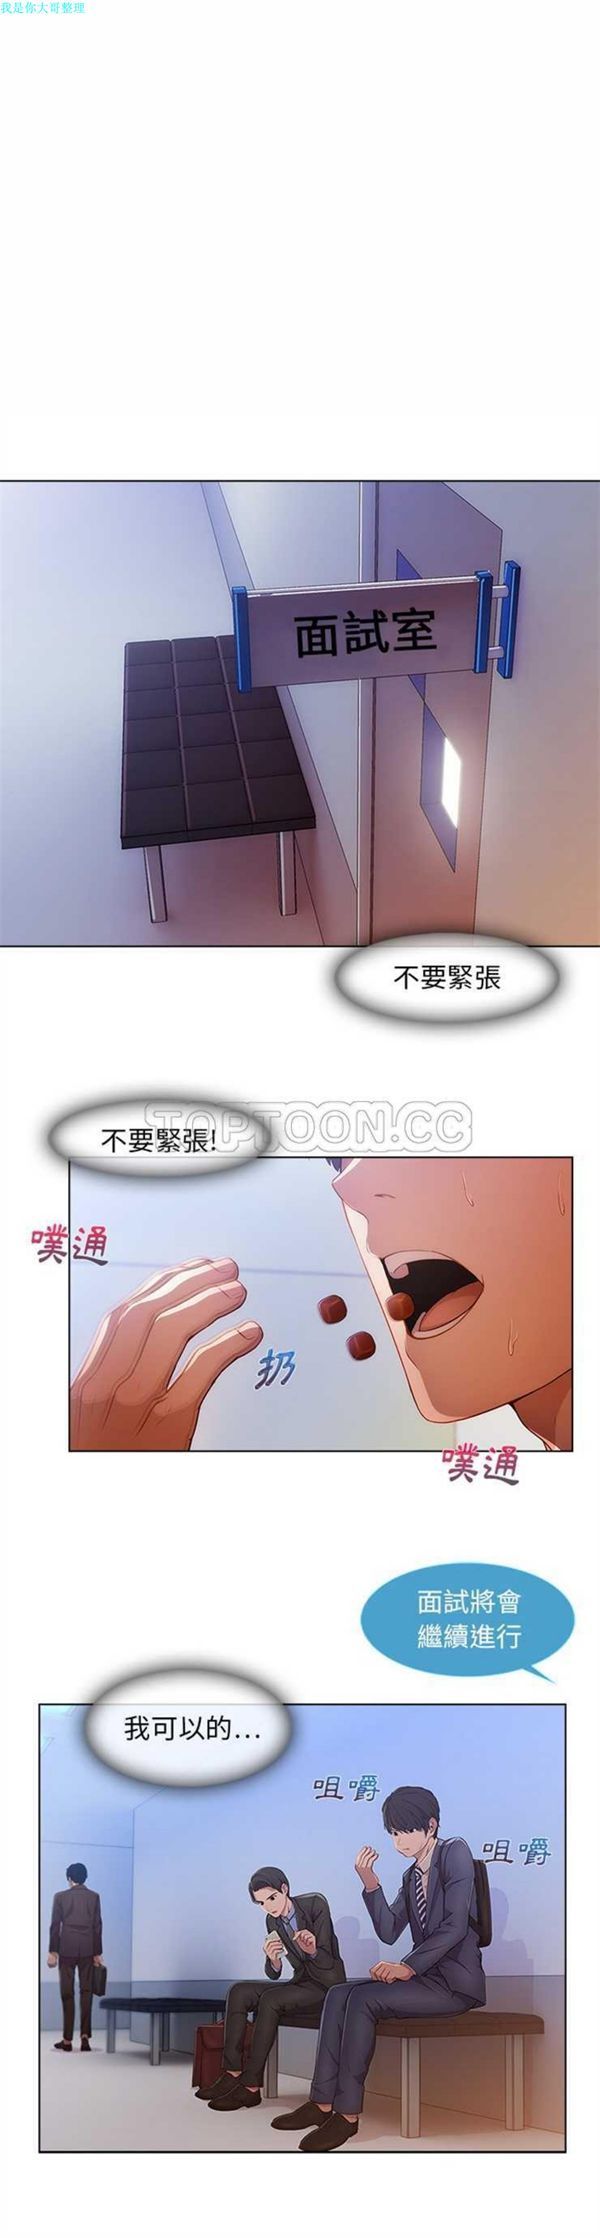 我是你大哥整理
面試室
不要緊張
TOPTOON.CC
不要緊張!
噗通
扔
噗通
面試將會
繼續進行
我可以的...
咀嚼
咀嚼